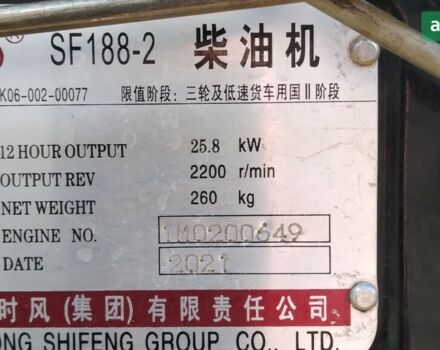 ® SF188-2 柴油机
K06-002-00077 限值阶段: 三轮及低速货车用国Ⅱ阶段
12 HOUR OUTPUT 25.8 kW
OUTPUT REV 2200 r/min
NET WEIGHT 260 kg
ENGINE NO. 1M0200649
DATE 2021
时风(集团)有限责任公司
ONG SHIFENG GROUP CO., LTD.